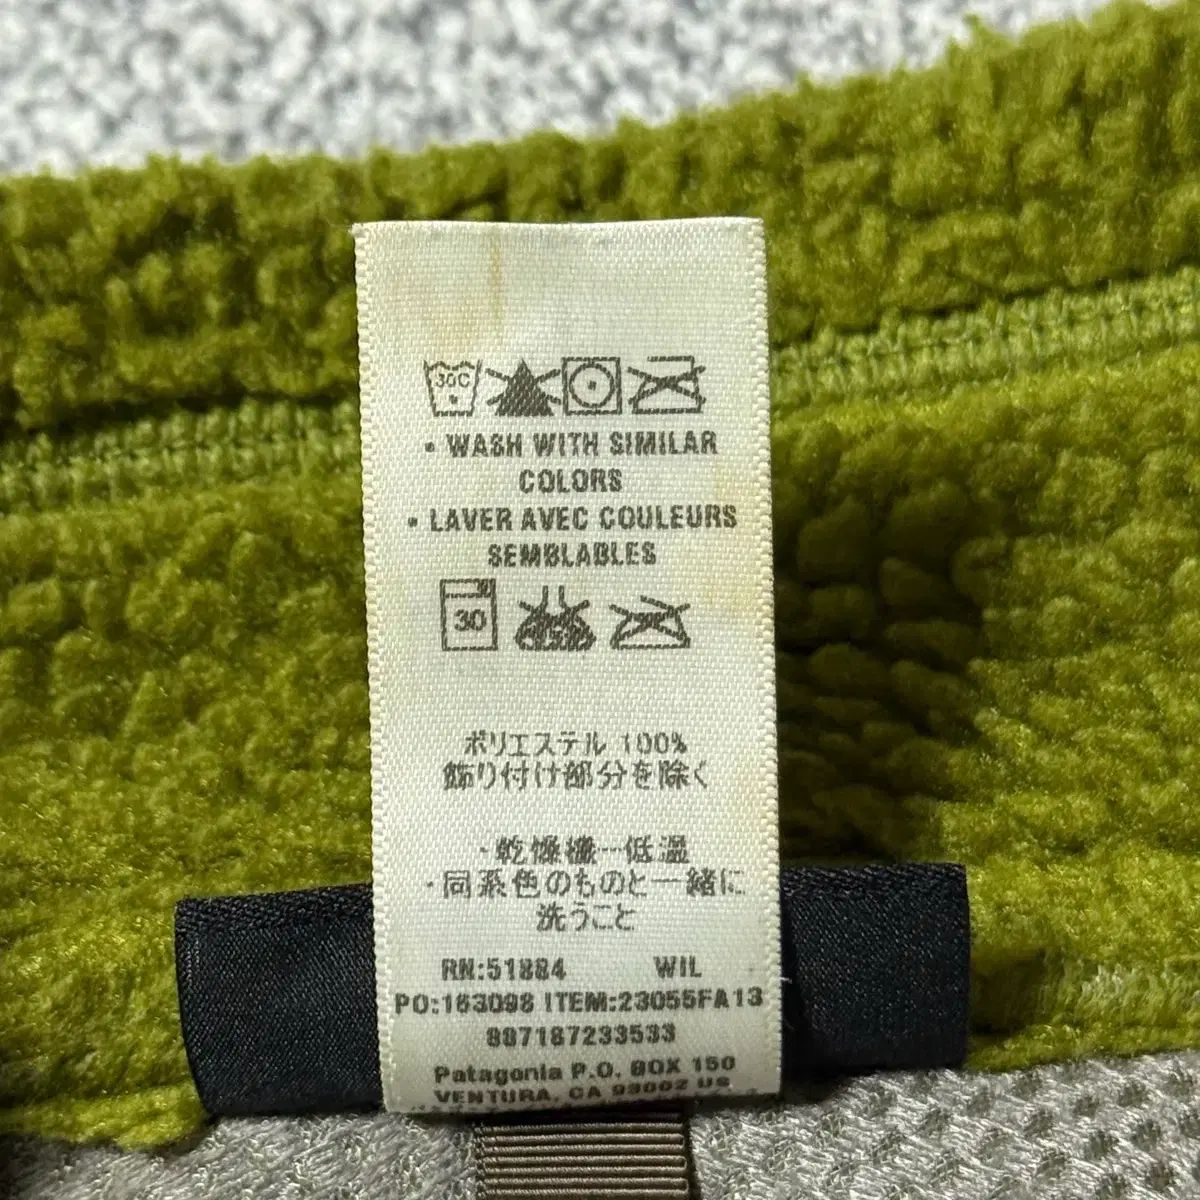 30C
• WASH WITH SIMILAR
COLORS
• LAVER AVEC COULEURS
SEMBLABLES
30
ポリエステル 100%
飾り付け部分を除く
・乾燥機一低温
・同系色のものと一緒に
洗うこと
RN:51884 WIL
PO:163098 ITEM:23055FA13
887187233533
Patagonia P.O. BOX 150
VENTURA, CA 93002 US